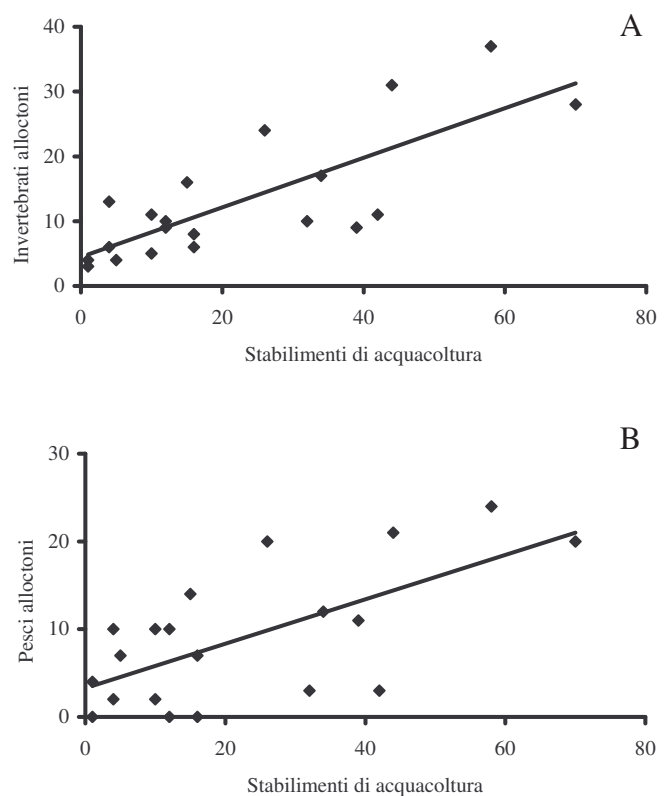 A
40
30
20
10
0
Invertebrati alloctoni
0 20 40 60 80
Stabilimenti di acquacoltura
B
30
20
10
0
Pesci alloctoni
0 20 40 60 80
Stabilimenti di acquacoltura